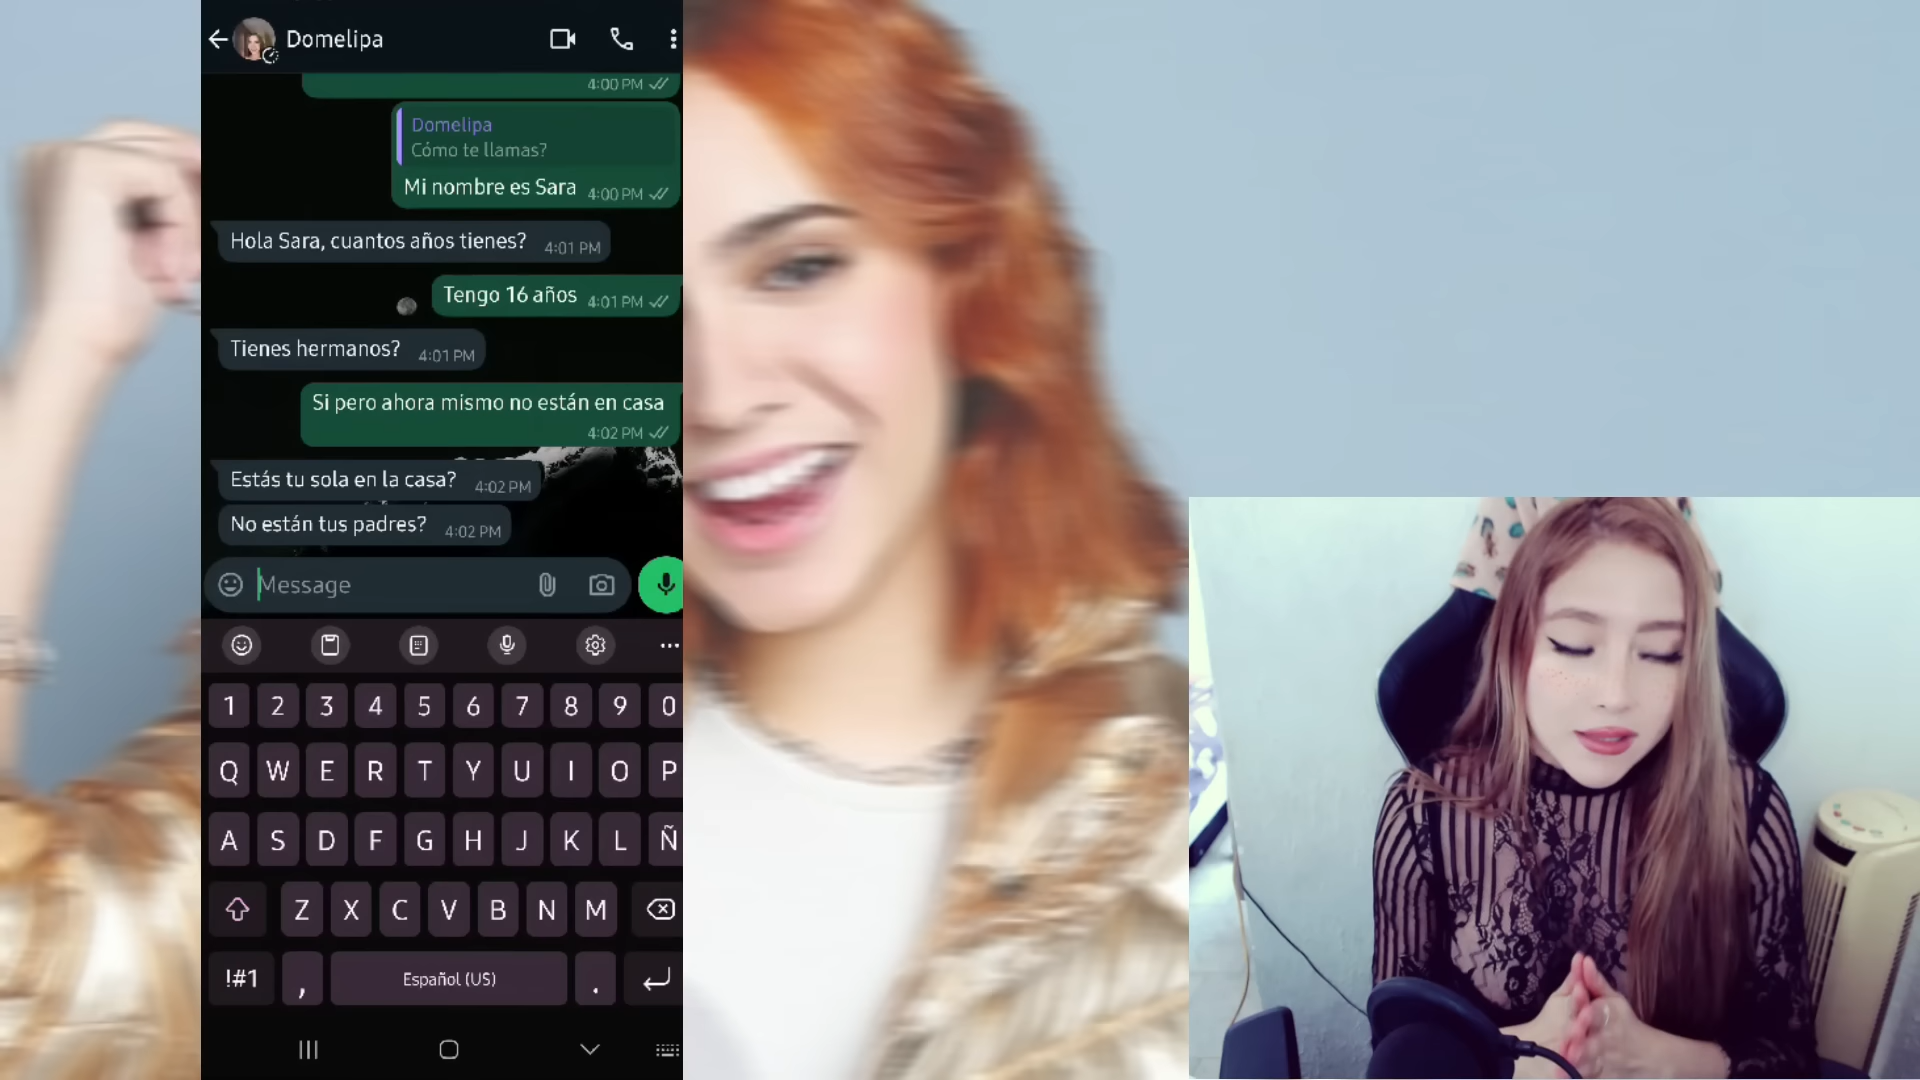 Domelipa
4:00 PM
Domelipa
Cómo te llamas?
Mi nombre es Sara 4:00 PM
Hola Sara, cuantos años tienes? 4:01 PM
Tengo 16 años 4:01 PM
Tienes hermanos? 4:01 PM
Si pero ahora mismo no están en casa
4:02 PM
Estás tu sola en la casa? 4:02 PM
No están tus padres? 4:02 PM
Message
1 2 3 4 5 6 7 8 9 0
Q W E R T Y U I O P
A S D F G H J K L Ñ
Z X C V B N M
!#1 , Español (US) .